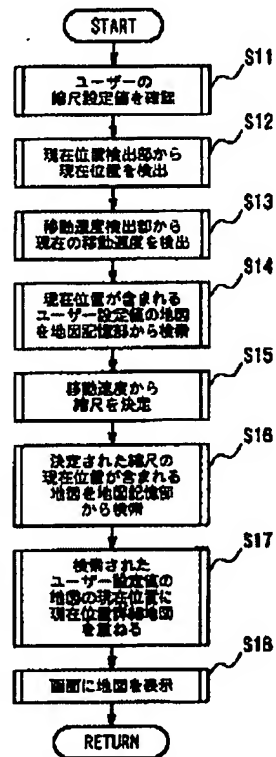 START
S11
ユーザーの
縮尺設定値を確認
S12
現在位置検出部から
現在位置を検出
S13
移動速度検出部から
現在の移動速度を検出
S14
現在位置が含まれる
ユーザー設定値の地図
を地図記憶部から検索
S15
移動速度から
縮尺を決定
S16
決定された縮尺の
現在位置が含まれる
地図を地図記憶部
から検索
S17
検索された
ユーザー設定値の
地図の現在位置に
現在位置詳細地図
を重ねる
S18
画面に地図を表示
RETURN